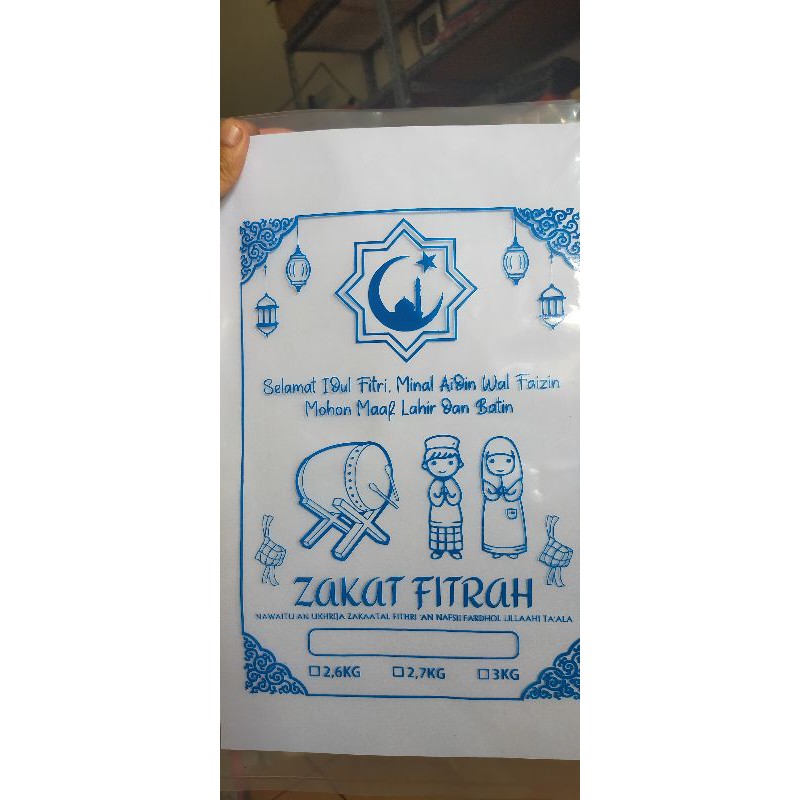 Selamat IDul Fitri, Minal AiDin Wal Faizin
Mohon Maaf Lahir Dan Batin
ZAKAT FITRAH
NAWAITU AN UKHRIJA ZAKAATAL FITHRI 'AN NAFSII FARDHOL LILLAAHI TA'ALA
2,6KG 2,7KG 3KG